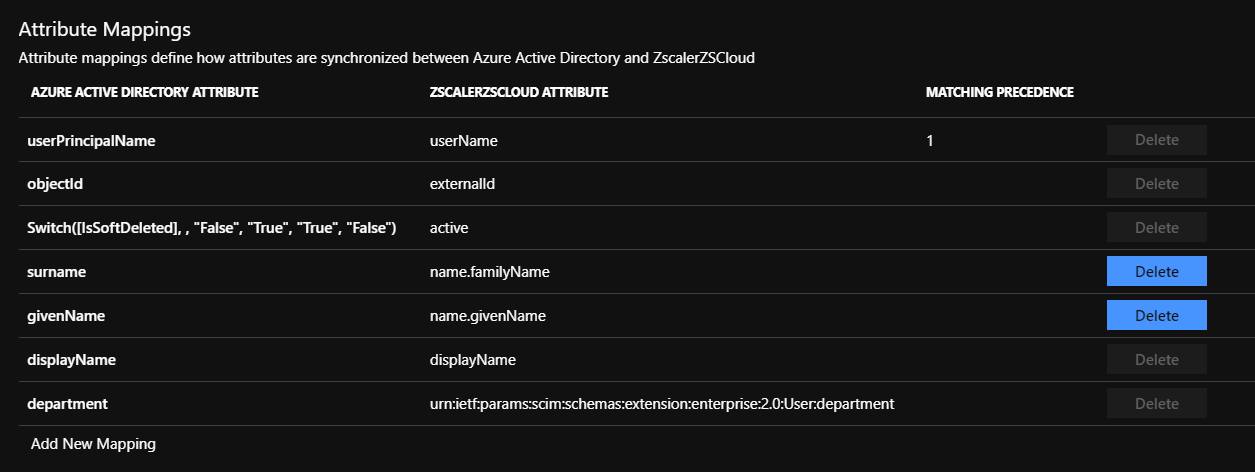 Attribute Mappings
Attribute mappings define how attributes are synchronized between Azure Active Directory and ZscalerZSCloud
AZURE ACTIVE DIRECTORY ATTRIBUTE ZSCALERZSCLOUD ATTRIBUTE MATCHING PRECEDENCE
userPrincipalName userName 1 Delete
objectId externalId Delete
Switch([IsSoftDeleted], , "False", "True", "True", "False") active Delete
surname name.familyName Delete
givenName name.givenName Delete
displayName displayName Delete
department urn:ietf:params:scim:schemas:extension:enterprise:2.0:User:department Delete
Add New Mapping